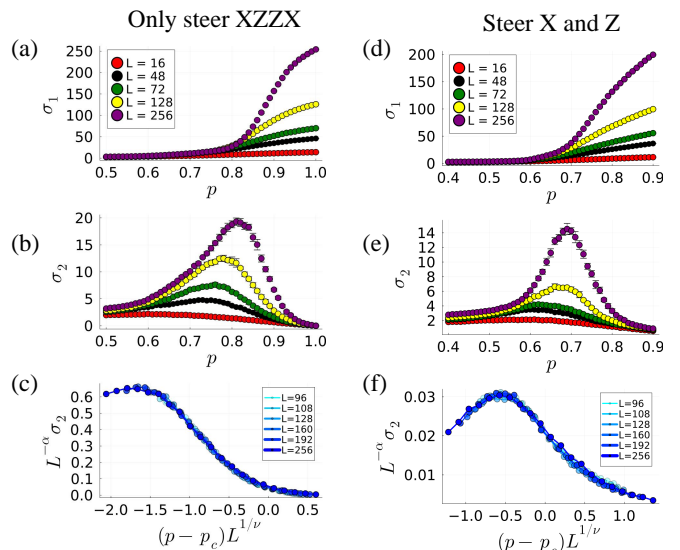 Only steer XZZX
Steer X and Z
(a)
250
200
150
100
50
0
σ1
L = 16
L = 48
L = 72
L = 128
L = 256
0.5 0.6 0.7 0.8 0.9 1.0
p
(d)
200
150
100
50
0
σ1
L = 16
L = 48
L = 72
L = 128
L = 256
0.4 0.5 0.6 0.7 0.8 0.9
p
(b)
20
15
10
5
0
σ2
0.5 0.6 0.7 0.8 0.9 1.0
p
(e)
14
12
10
8
6
4
2
σ2
0.4 0.5 0.6 0.7 0.8 0.9
p
(c)
0.6
0.5
0.4
0.3
0.2
0.1
0.0
L^{-α} σ2
L=96
L=108
L=128
L=160
L=192
L=256
-2.0 -1.5 -1.0 -0.5 0.0 0.5
(p − p_c)L^{1/ν}
(f)
0.03
0.02
0.01
L^{-α} σ2
L=96
L=108
L=128
L=160
L=192
L=256
-1.0 -0.5 0.0 0.5 1.0
(p − p_c)L^{1/ν}